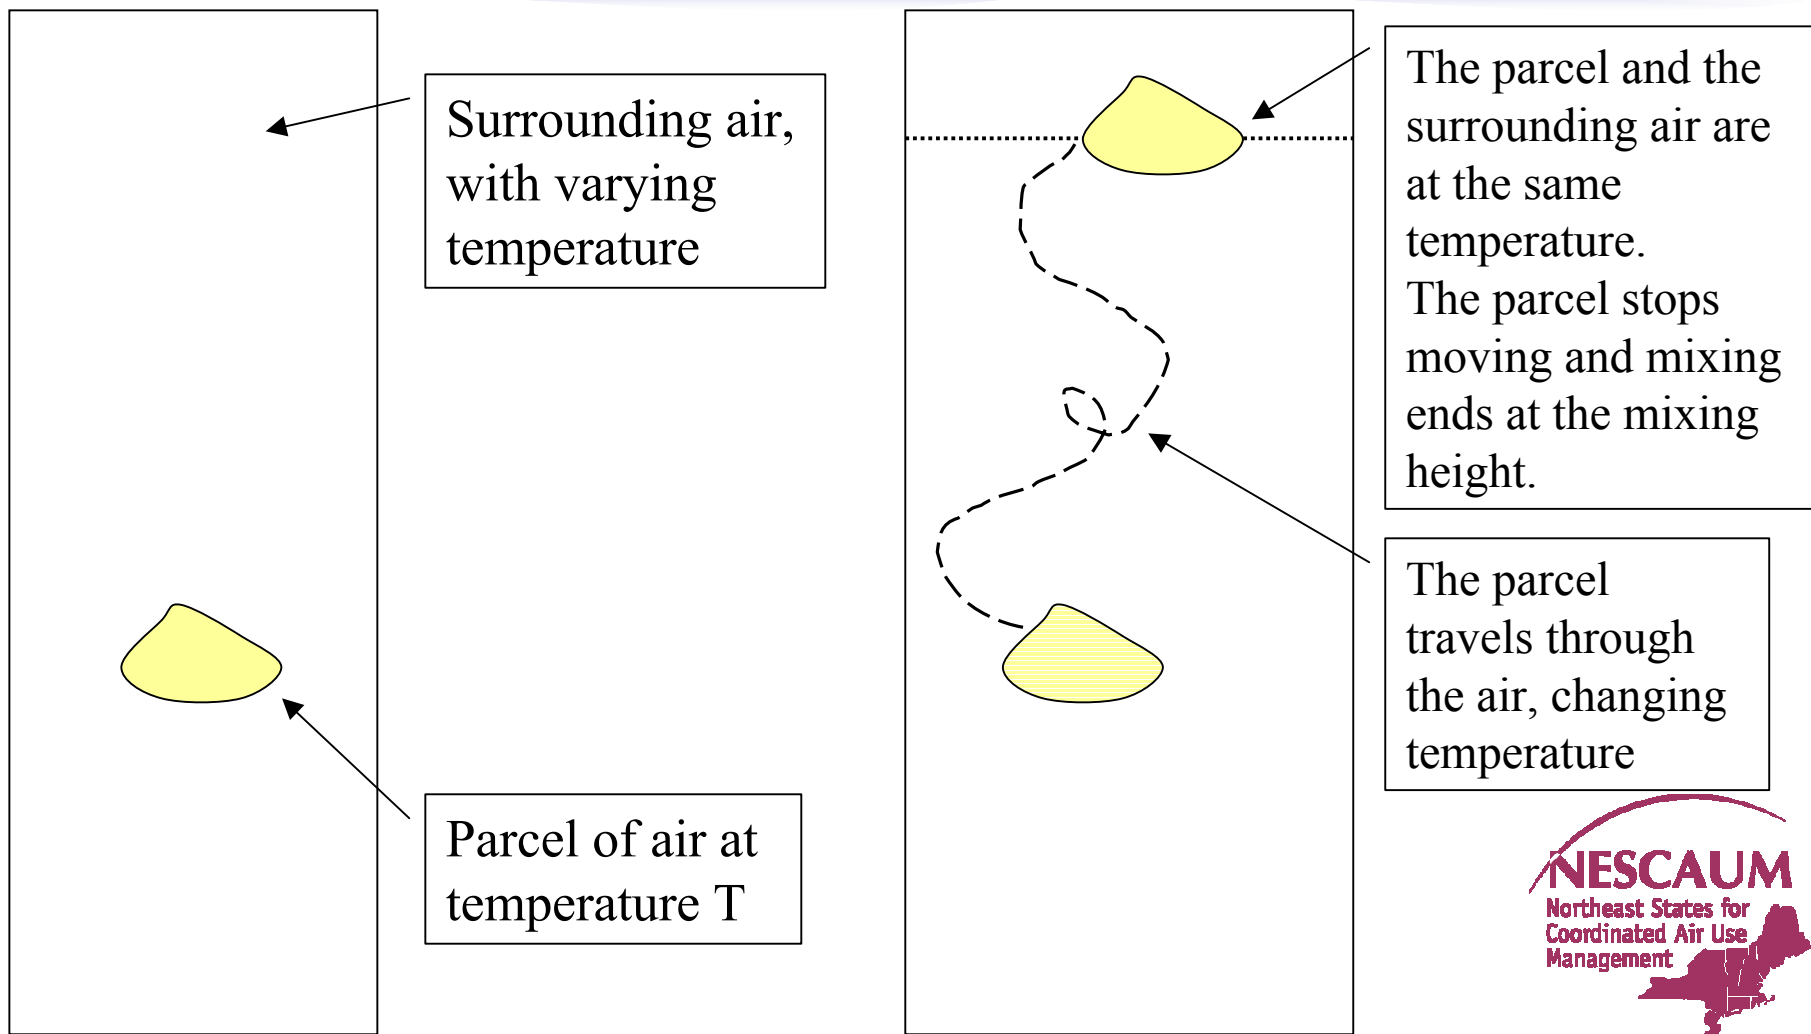 Surrounding air,
with varying
temperature
Parcel of air at
temperature T
The parcel and the
surrounding air are
at the same
temperature.
The parcel stops
moving and mixing
ends at the mixing
height.
The parcel
travels through
the air, changing
temperature
NESCAUM
Northeast States for
Coordinated Air Use
Management